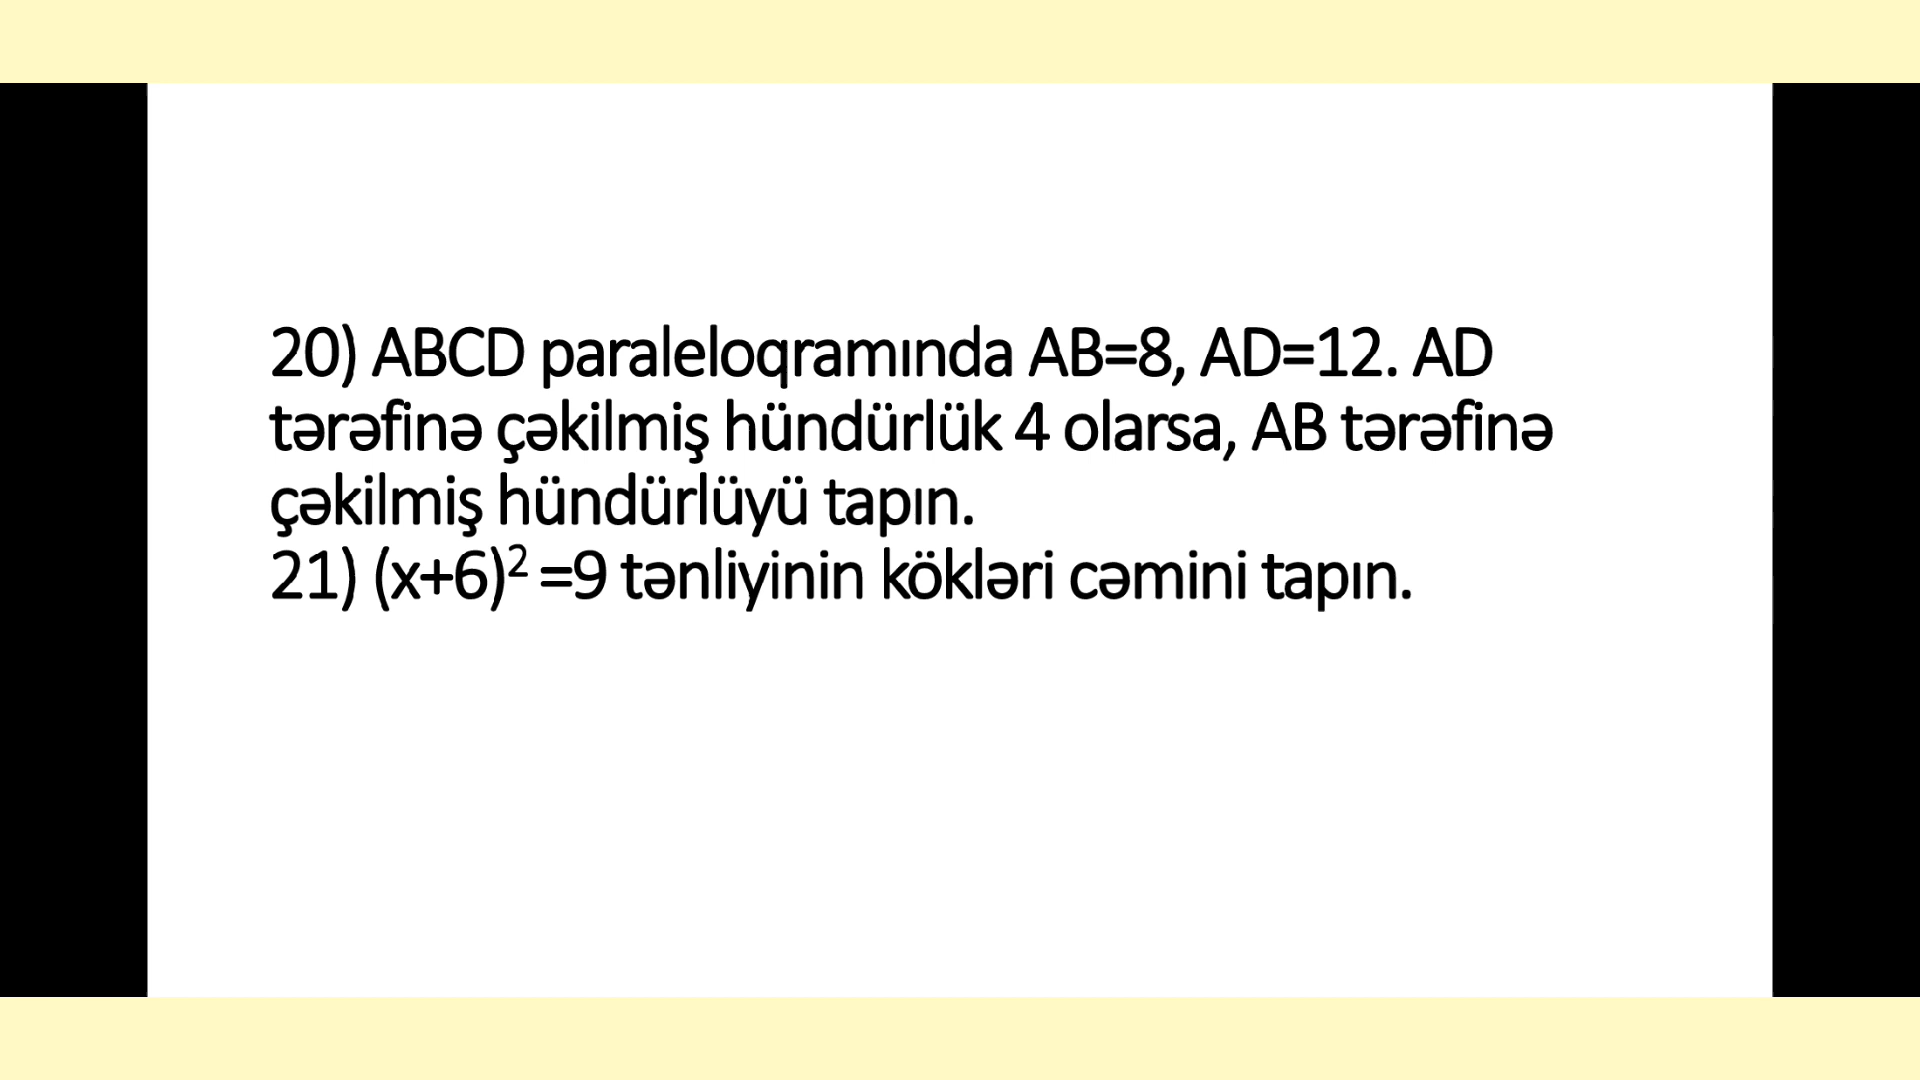 20) ABCD paraleloqramında AB=8, AD=12. AD
tərəfinə çəkilmiş hündürlük 4 olarsa, AB tərəfinə
çəkilmiş hündürlüyü tapın.
21) (x+6)² =9 tənliyinin kökləri cəmini tapın.